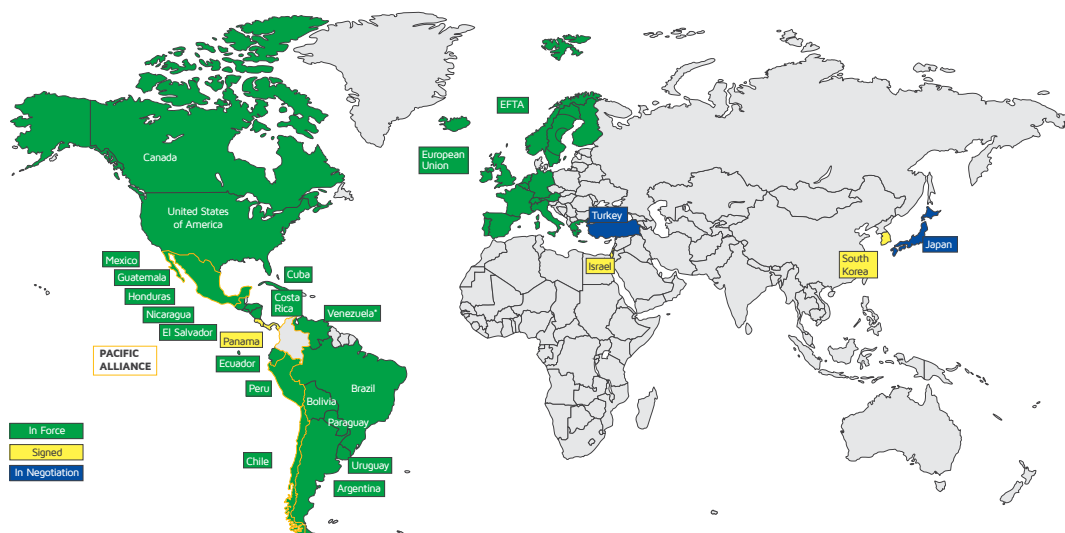 EFTA
European
Union
Canada
United States
of America
Turkey
Japan
South
Korea
Israel
Mexico
Guatemala
Honduras
Nicaragua
El Salvador
Cuba
Costa
Rica
Venezuela*
Panama
PACIFIC
ALLIANCE
Ecuador
Peru
Brazil
Bolivia
Paraguay
Chile
Uruguay
Argentina
In Force
Signed
In Negotiation